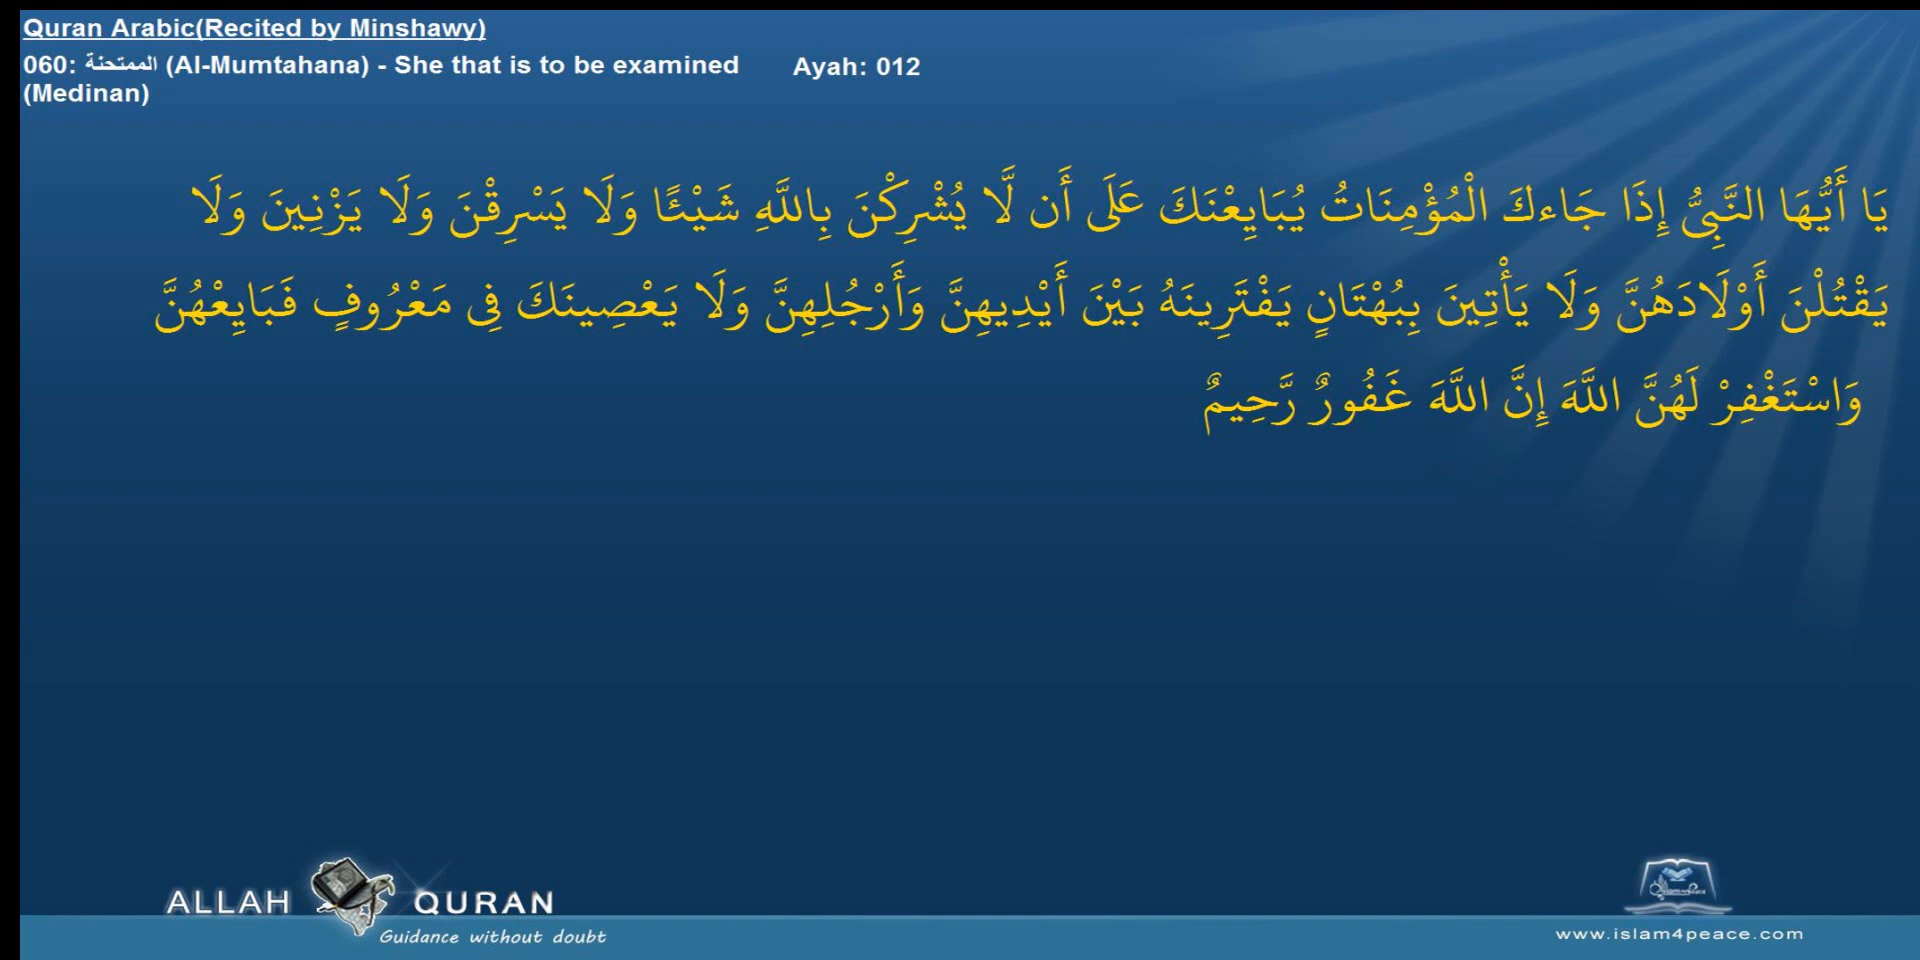 Quran Arabic(Recited by Minshawy)
060: الممتحنة (Al-Mumtahana) - She that is to be examined Ayah: 012
(Medinan)
يَا أَيُّهَا النَّبِىُّ إِذَا جَاءكَ الْمُؤْمِنَاتُ يُبَايِعْنَكَ عَلَى أَن لَّا يُشْرِكْنَ بِاللَّهِ شَيْئًا وَلَا يَسْرِقْنَ وَلَا يَزْنِينَ وَلَا
يَقْتُلْنَ أَوْلَادَهُنَّ وَلَا يَأْتِينَ بِبُهْتَانٍ يَفْتَرِينَهُ بَيْنَ أَيْدِيهِنَّ وَأَرْجُلِهِنَّ وَلَا يَعْصِينَكَ فِى مَعْرُوفٍ فَبَايِعْهُنَّ
وَاسْتَغْفِرْ لَهُنَّ اللَّهَ إِنَّ اللَّهَ غَفُورٌ رَّحِيمٌ
ALLAH QURAN
Guidance without doubt
www.islam4peace.com